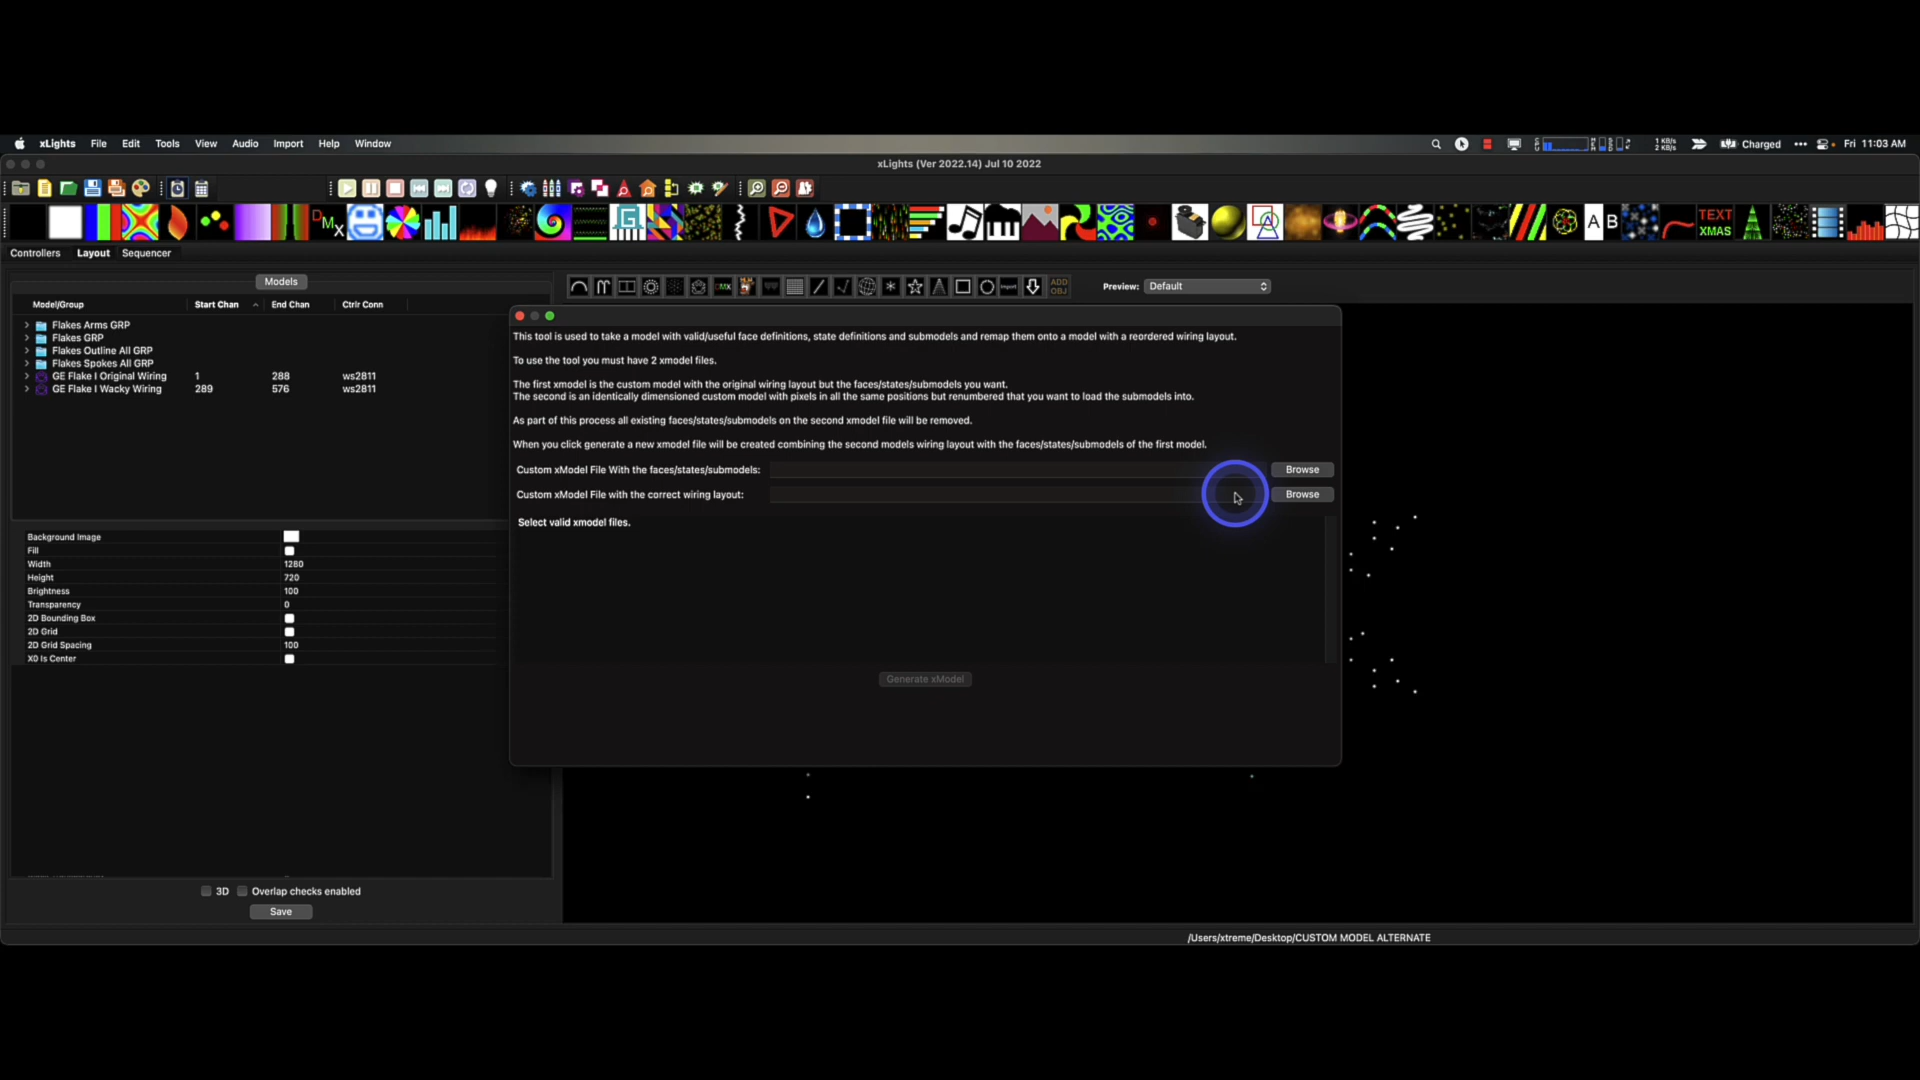 xLights File Edit Tools View Audio Import Help Window
1 KB/s
2 KB/s
Charged
Fri 11:03 AM
xLights (Ver 2022.14) Jul 10 2022
DMX
G
A B
TEXT
XMAS
Controllers Layout Sequencer
Models
Model/Group Start Chan End Chan Ctrlr Conn
Flakes Arms GRP
Flakes GRP
Flakes Outline All GRP
Flakes Spokes All GRP
GE Flake I Original Wiring 1 288 ws2811
GE Flake I Wacky Wiring 289 576 ws2811
DMX
Import
ADD
OBJ
Preview: Default
This tool is used to take a model with valid/useful face definitions, state definitions and submodels and remap them onto a model with a reordered wiring layout.
To use the tool you must have 2 xmodel files.
The first xmodel is the custom model with the original wiring layout but the faces/states/submodels you want.
The second is an identically dimensioned custom model with pixels in all the same positions but renumbered that you want to load the submodels into.
As part of this process all existing faces/states/submodels on the second xmodel file will be removed.
When you click generate a new xmodel file will be created combining the second models wiring layout with the faces/states/submodels of the first model.
Custom xModel File With the faces/states/submodels: Browse
Custom xModel File with the correct wiring layout: Browse
Select valid xmodel files.
Generate xModel
Background Image
Fill
Width 1280
Height 720
Brightness 100
Transparency 0
2D Bounding Box
2D Grid
2D Grid Spacing 100
X0 Is Center
3D Overlap checks enabled
Save
/Users/xtreme/Desktop/CUSTOM MODEL ALTERNATE